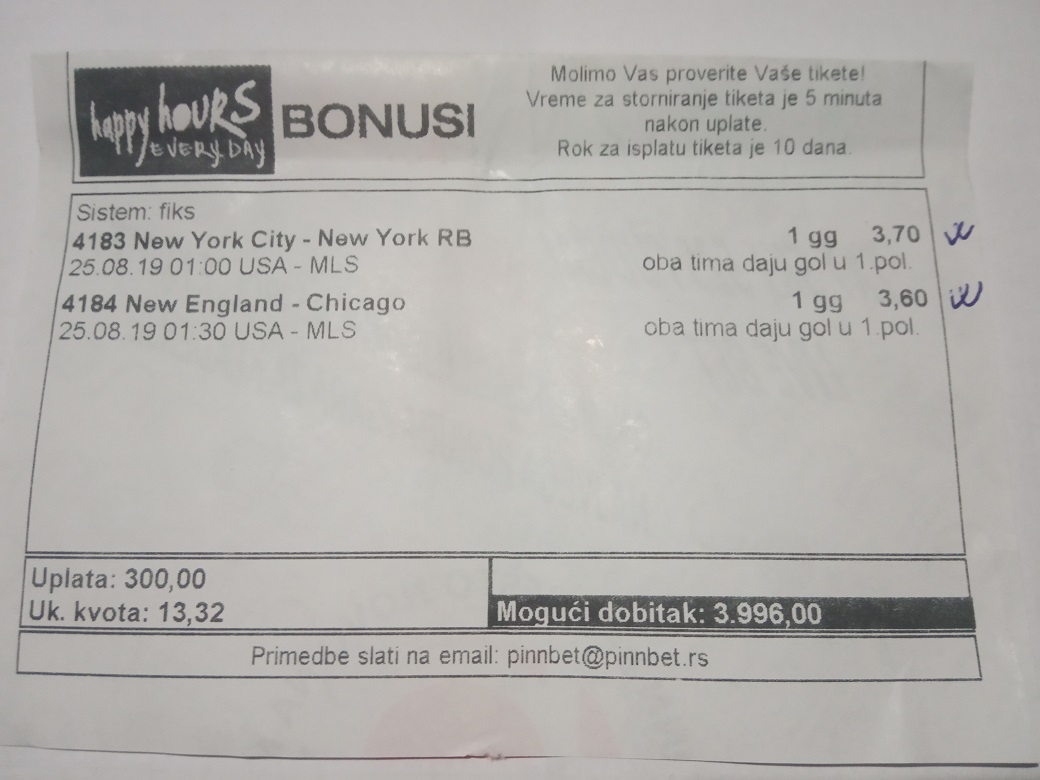 happy hours
EVERY DAY
BONUSI
Molimo Vas proverite Vaše tikete!
Vreme za storniranje tiketa je 5 minuta
nakon uplate.
Rok za isplatu tiketa je 10 dana.
Sistem: fiks
4183 New York City - New York RB 1 gg 3,70
25.08.19 01:00 USA - MLS oba tima daju gol u 1.pol.
4184 New England - Chicago 1 gg 3,60
25.08.19 01:30 USA - MLS oba tima daju gol u 1.pol.
Uplata: 300,00
Uk. kvota: 13,32
Mogući dobitak: 3.996,00
Primedbe slati na email: pinnbet@pinnbet.rs